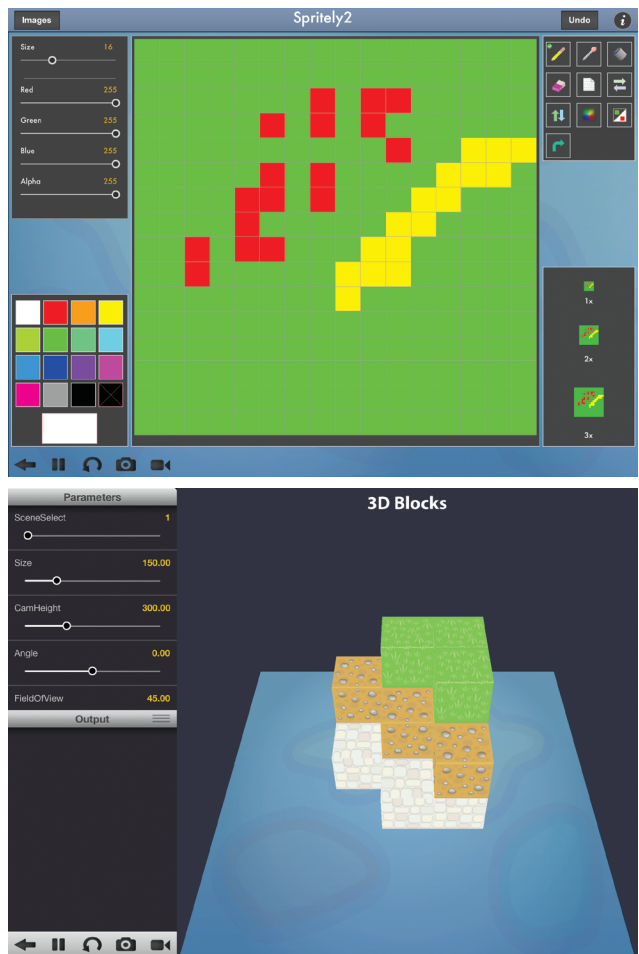 Images
Spritely2
Undo
Size 16
Red 255
Green 255
Blue 255
Alpha 255
1x
2x
3x
Parameters
SceneSelect 1
Size 150.00
CamHeight 300.00
Angle 0.00
FieldOfView 45.00
Output
3D Blocks